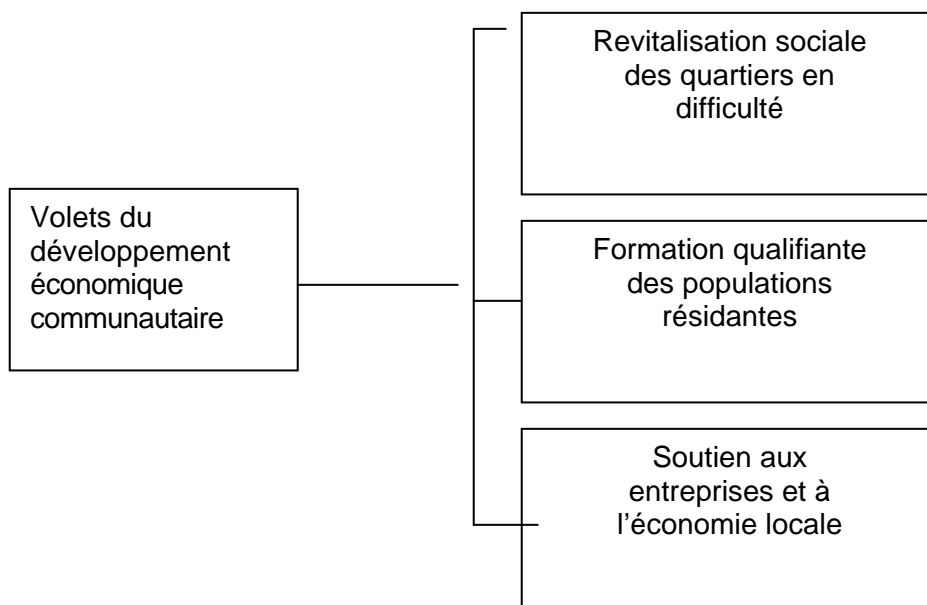 Revitalisation sociale
des quartiers en
difficulté
Volets du
développement
économique
communautaire
Formation qualifiante
des populations
résidantes
Soutien aux
entreprises et à
l’économie locale